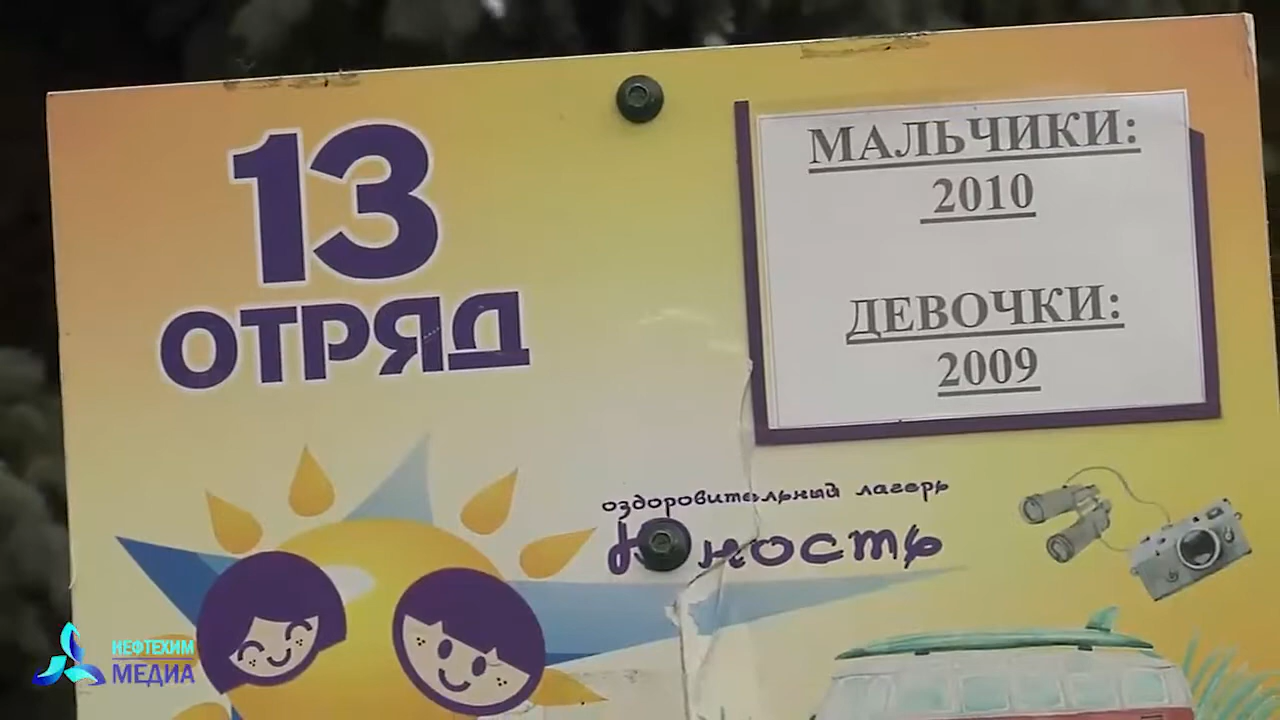 13
ОТРЯД
МАЛЬЧИКИ:
2010
ДЕВОЧКИ:
2009
оздоровительный лагерь
Юность
НЕФТЕХИМ
МЕДИА